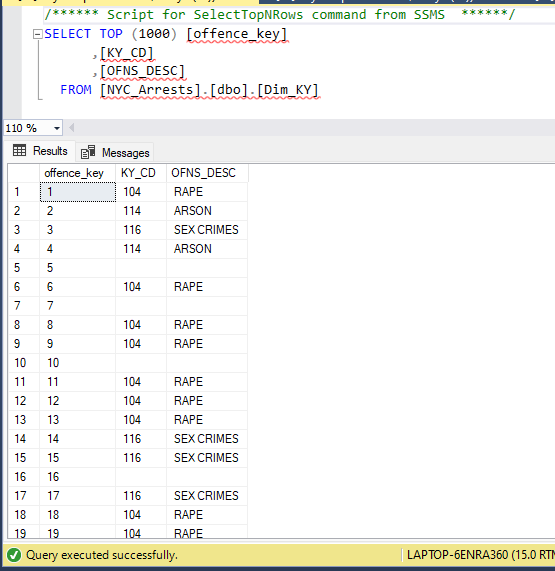 /****** Script for SelectTopNRows command from SSMS  ******/
SELECT TOP (1000) [offence_key]
,[KY_CD]
,[OFNS_DESC]
FROM [NYC_Arrests].[dbo].[Dim_KY]
110 %
Results Messages
offence_key KY_CD OFNS_DESC
1 1 104 RAPE
2 2 114 ARSON
3 3 116 SEX CRIMES
4 4 114 ARSON
5 5
6 6 104 RAPE
7 7
8 8 104 RAPE
9 9 104 RAPE
10 10
11 11 104 RAPE
12 12 104 RAPE
13 13 104 RAPE
14 14 116 SEX CRIMES
15 15 116 SEX CRIMES
16 16
17 17 116 SEX CRIMES
18 18 104 RAPE
19 19 104 RAPE
Query executed successfully. LAPTOP-6ENRA360 (15.0 RTM